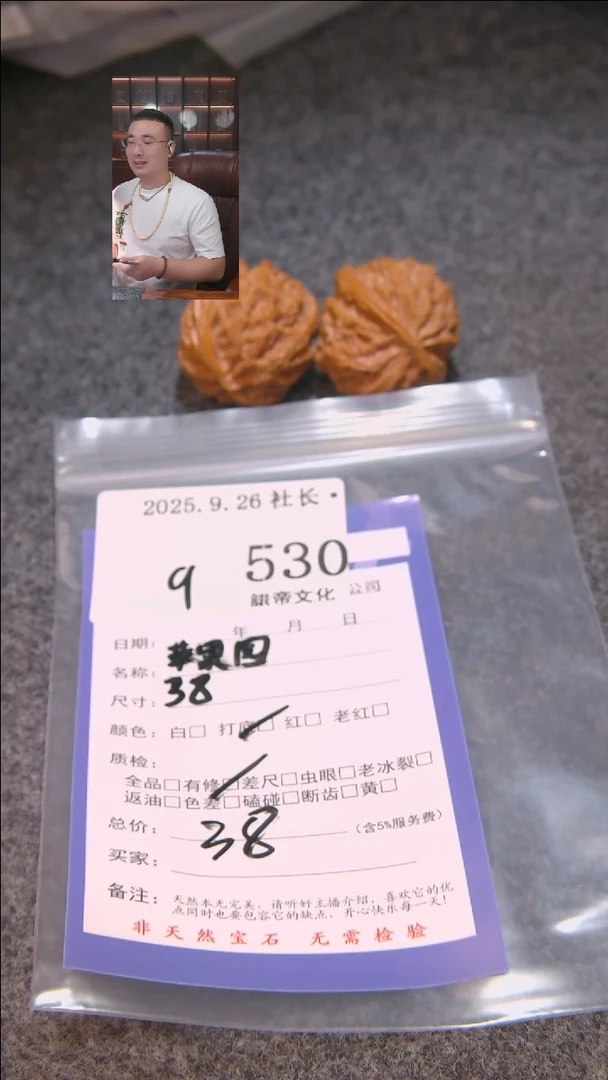 2025.9.26 社长
9 530
龈帝文化 公司
日期： 年 月 日
名称： 苹果园
尺寸： 38
颜色： 白□ 打底□ 红□ 老红□
质检：
全品□有修□差尺□虫眼□老冰裂□
返油□色差□磕碰□断齿□黄□
总价： 38 （含5%服务费）
买家：
备注： 天然本无完美，请听好主播介绍，喜欢它的优
点同时也要包容它的缺点，开心快乐每一天！
非天然宝石 无需检验